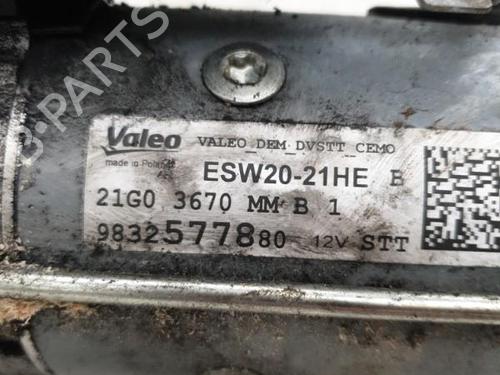 B-PARTS
Valeo VALEO_DEM_DVSTT_CEMO
made in Poland
ESW20-21HE B
21G0 3670 MM B 1
9832577880 12V STT